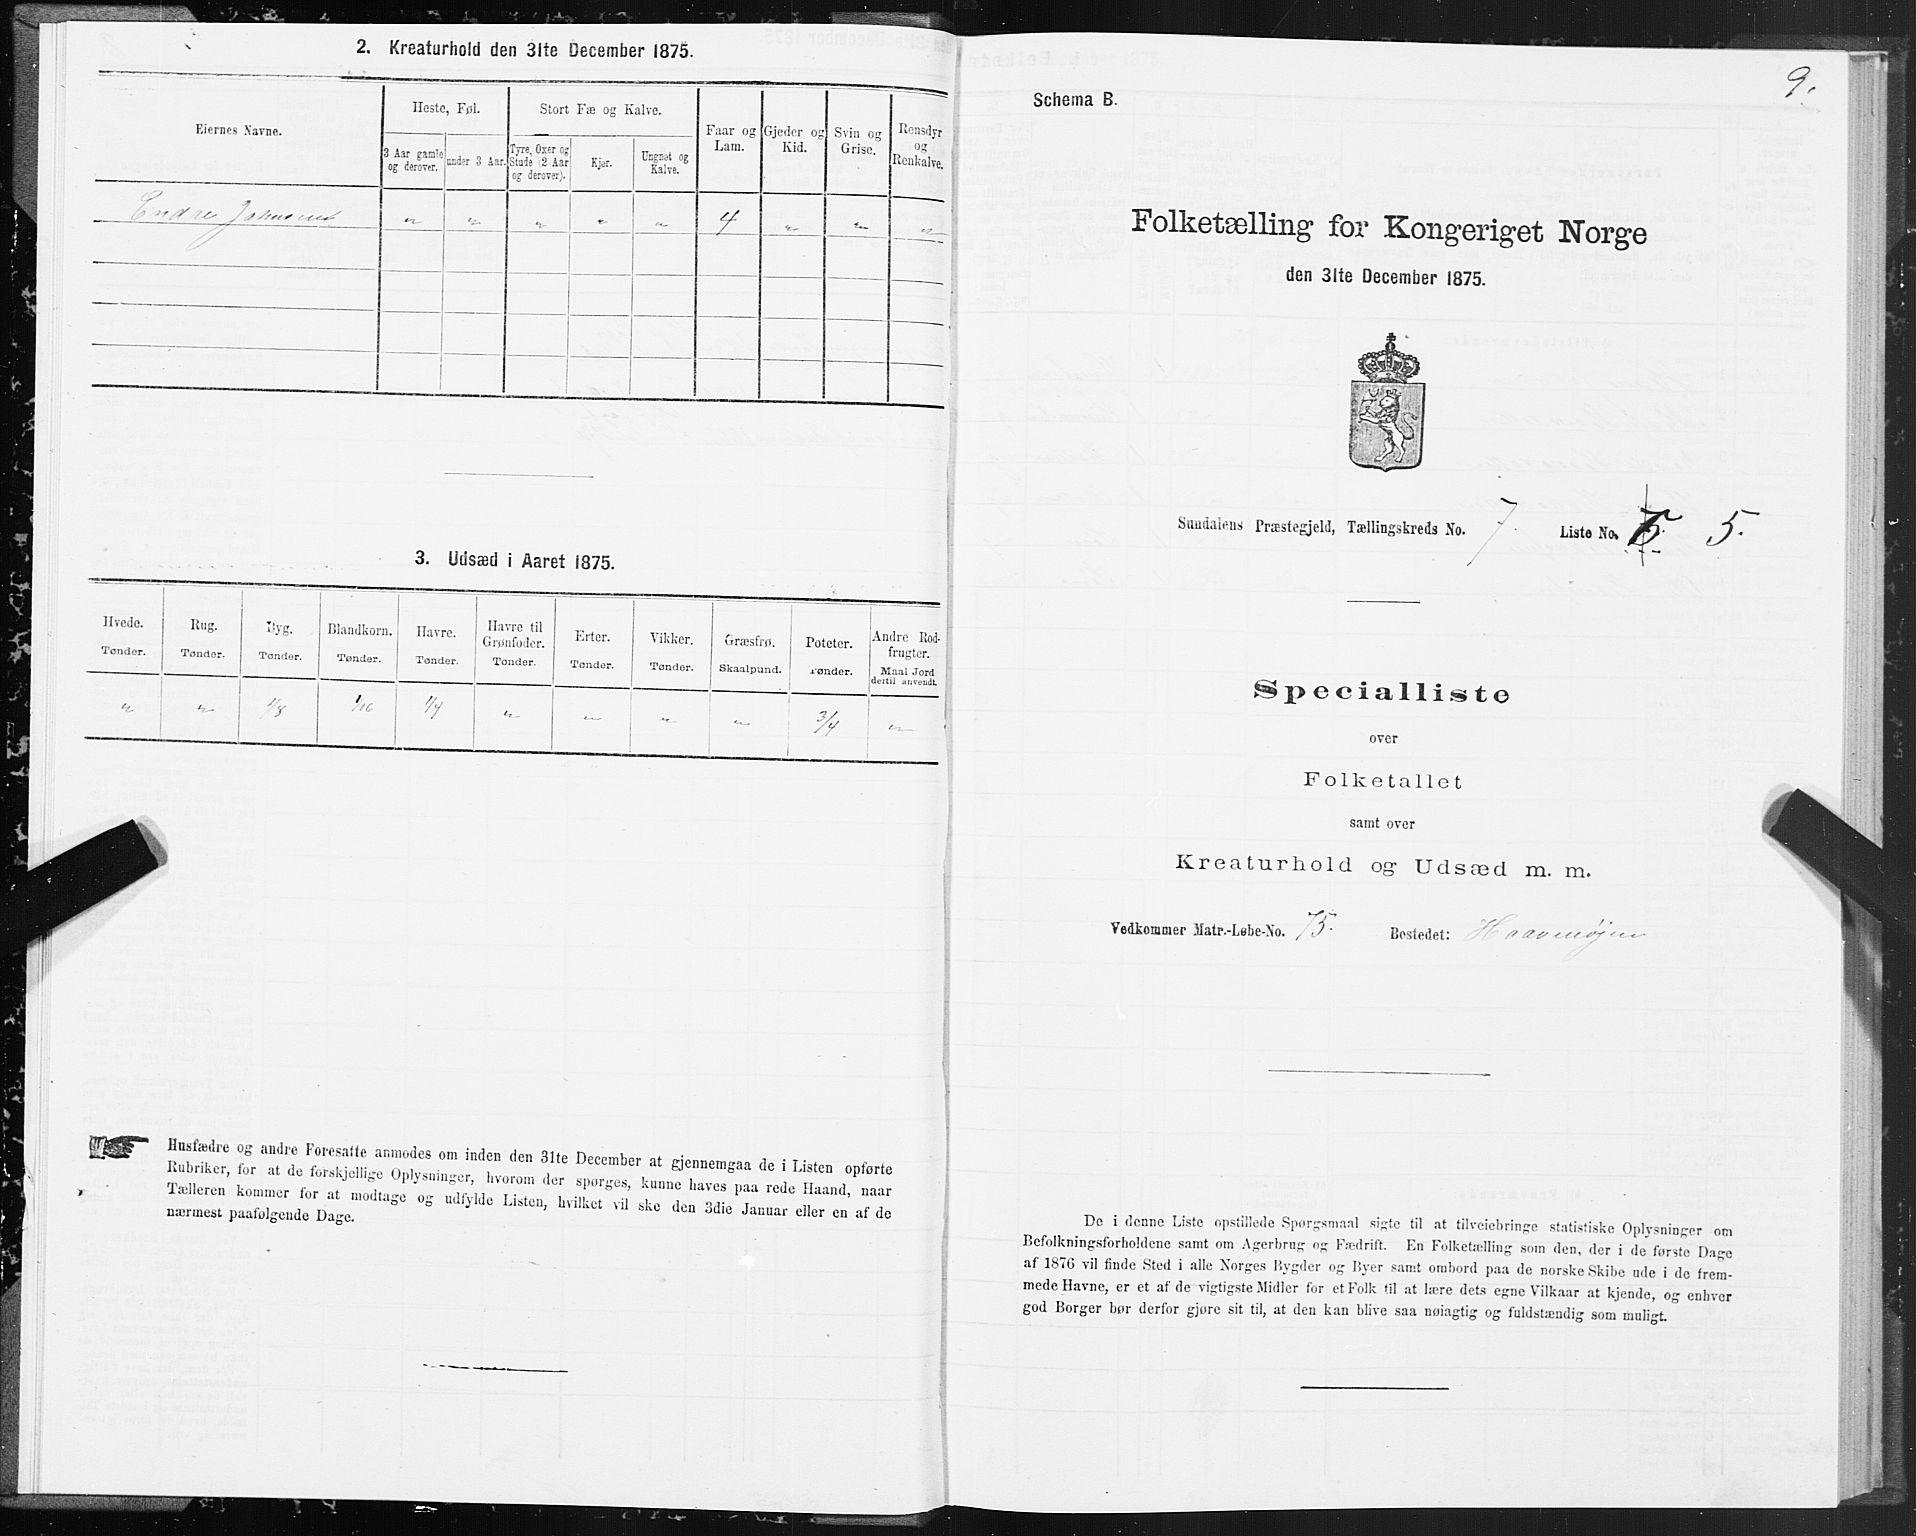 2. Kreaturhold den 31te December 1875.
Eiernes Navne.
Heste, Føl.
3 Aar gamle og derover.
under 3 Aar.
Stort Fæ og Kalve.
Tyre, Oxer og Stude (2 Aar og derover).
Kjør.
Ungnøt og Kalve.
Faar og Lam.
Gjeder og Kid.
Svin og Grise.
Rensdyr og Renkalve.
Endre " " " " " 4 " " "
3. Udsæd i Aaret 1875.
Hvede. Rug. Byg. Blandkorn. Havre. Havre til Grønfoder. Erter. Vikker. Græsfrø. Poteter. Andre Rodfrugter.
Tønder. Tønder. Tønder. Tønder. Tønder. Tønder. Tønder. Tønder. Skaalpund. Tønder. Maal Jord dertil anvendt.
" " 1/8 1/16 1/4 " " " " 3/4 "
Husfædre og andre Foresatte anmodes om inden den 31te December at gjennemgaa de i Listen opførte
Rubriker, for at de forskjellige Oplysninger, hvorom der spørges, kunne haves paa rede Haand, naar
Tælleren kommer for at modtage og udfylde Listen, hvilket vil ske den 3die Januar eller en af de
nærmest paafølgende Dage.
9.
Schema B.
Folketælling for Kongeriget Norge
den 31te December 1875.
Sundalens Præstegjeld, Tællingskreds No. 7. Liste No. 5.
Specialliste
over
Folketallet
samt over
Kreaturhold og Udsæd m. m.
Vedkommer Matr.-Løbe-No. 75. Bostedet: Haavmøjen
De i denne Liste opstillede Spørgsmaal sigte til at tilveiebringe statistiske Oplysninger om
Befolkningsforholdene samt om Agerbrug og Fædrift. En Folketælling som den, der i de første Dage
af 1876 vil finde Sted i alle Norges Bygder og Byer samt ombord paa de norske Skibe ude i de frem-
mede Havne, er et af de vigtigste Midler for et Folk til at lære dets egne Vilkaar at kjende, og enhver
god Borger bør derfor gjøre sit til, at den kan blive saa nøiagtig og fuldstændig som muligt.